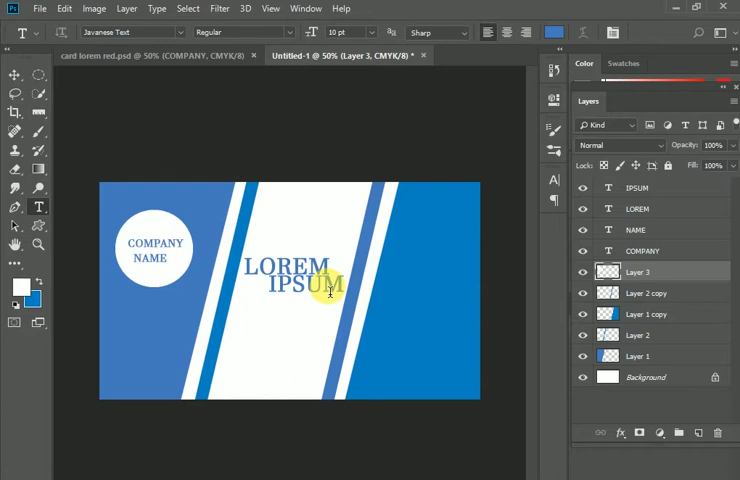 Ps File Edit Image Layer Type Select Filter 3D View Window Help
T Javanese Text Regular 10 pt Sharp
card lorem red.psd @ 50% (COMPANY, CMYK/8) × Untitled-1 @ 50% (Layer 3, CMYK/8) * ×
COMPANY
NAME
LOREM
IPSUM
Color Swatches
Layers
Kind
Normal Opacity: 100%
Lock: Fill: 100%
T IPSUM
T LOREM
T NAME
T COMPANY
Layer 3
Layer 2 copy
Layer 1 copy
Layer 2
Layer 1
Background
fx